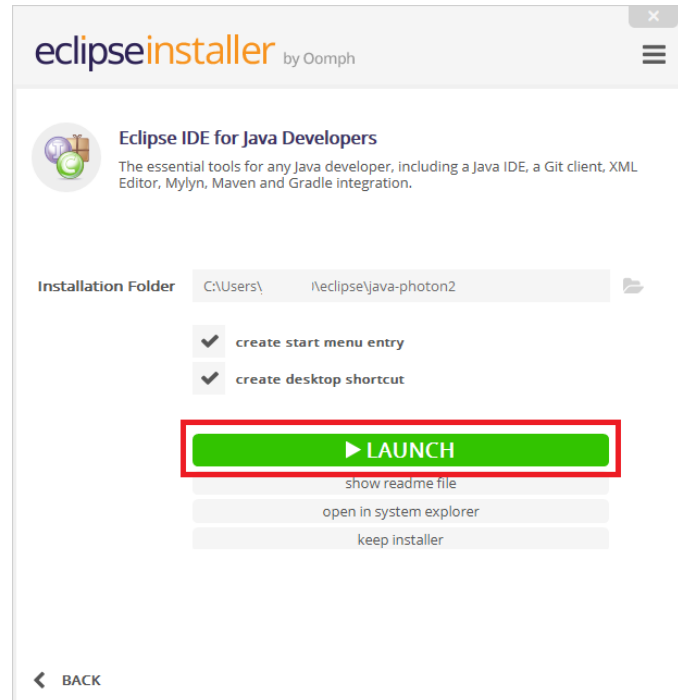 eclipseinstaller by Oomph
Eclipse IDE for Java Developers
The essential tools for any Java developer, including a Java IDE, a Git client, XML
Editor, Mylyn, Maven and Gradle integration.
Installation Folder C:\Users\ \eclipse\java-photon2
create start menu entry
create desktop shortcut
LAUNCH
show readme file
open in system explorer
keep installer
BACK